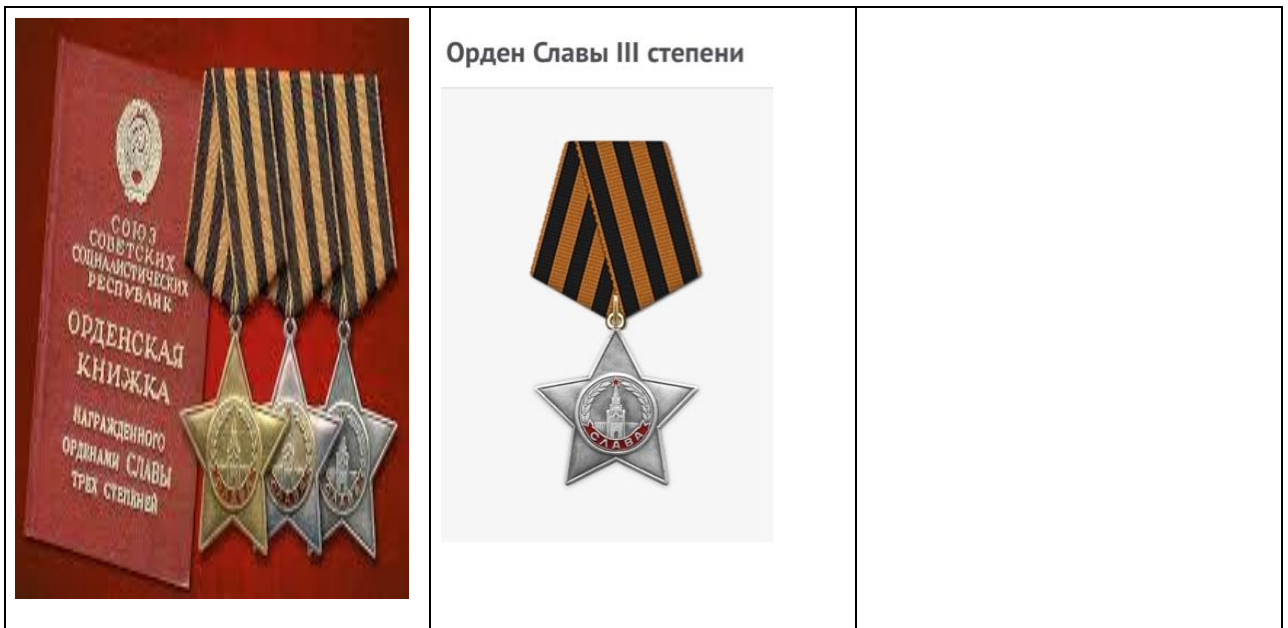 СОЮЗ
СОВЕТСКИХ
СОЦИАЛИСТИЧЕСКИХ
РЕСПУБЛИК
ОРДЕНСКАЯ
КНИЖКА
НАГРАЖДЕННОГО
ОРДЕНАМИ СЛАВЫ
ТРЕХ СТЕПЕНЕЙ
Орден Славы III степени
СЛАВА